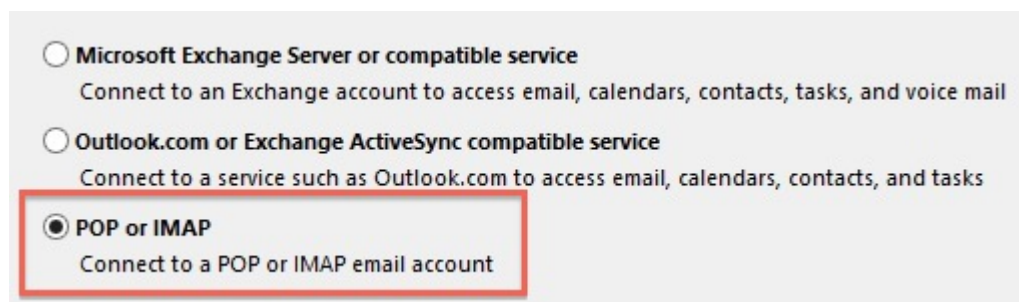 Microsoft Exchange Server or compatible service
Connect to an Exchange account to access email, calendars, contacts, tasks, and voice mail
Outlook.com or Exchange ActiveSync compatible service
Connect to a service such as Outlook.com to access email, calendars, contacts, and tasks
POP or IMAP
Connect to a POP or IMAP email account